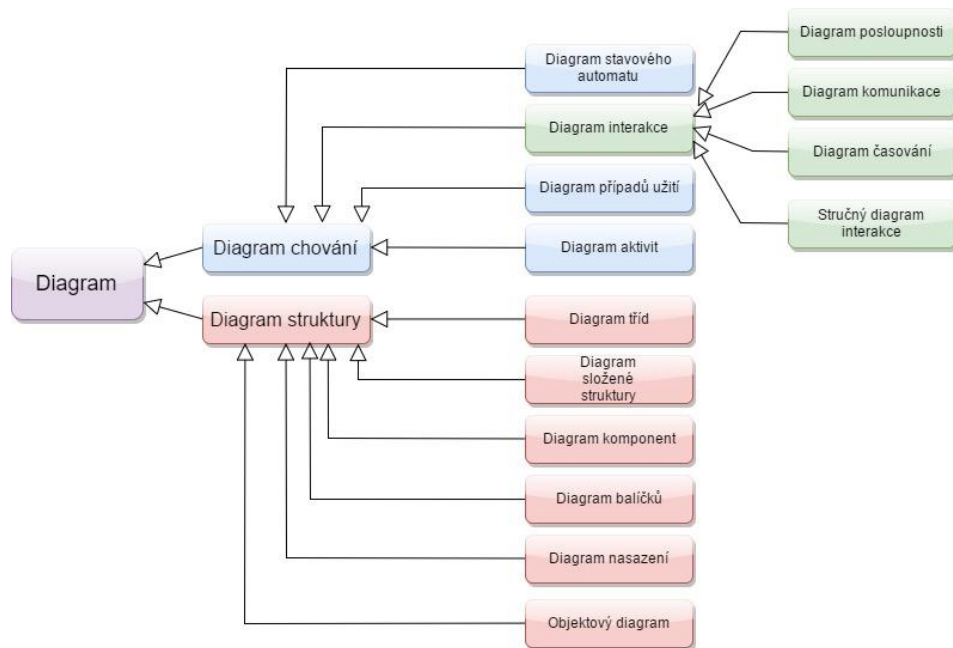 Diagram posloupnosti
Diagram stavového
automatu
Diagram komunikace
Diagram interakce
Diagram časování
Diagram případů užití
Stručný diagram
interakce
Diagram chování
Diagram aktivit
Diagram
Diagram struktury
Diagram tříd
Diagram
složené
struktury
Diagram komponent
Diagram balíčků
Diagram nasazení
Objektový diagram